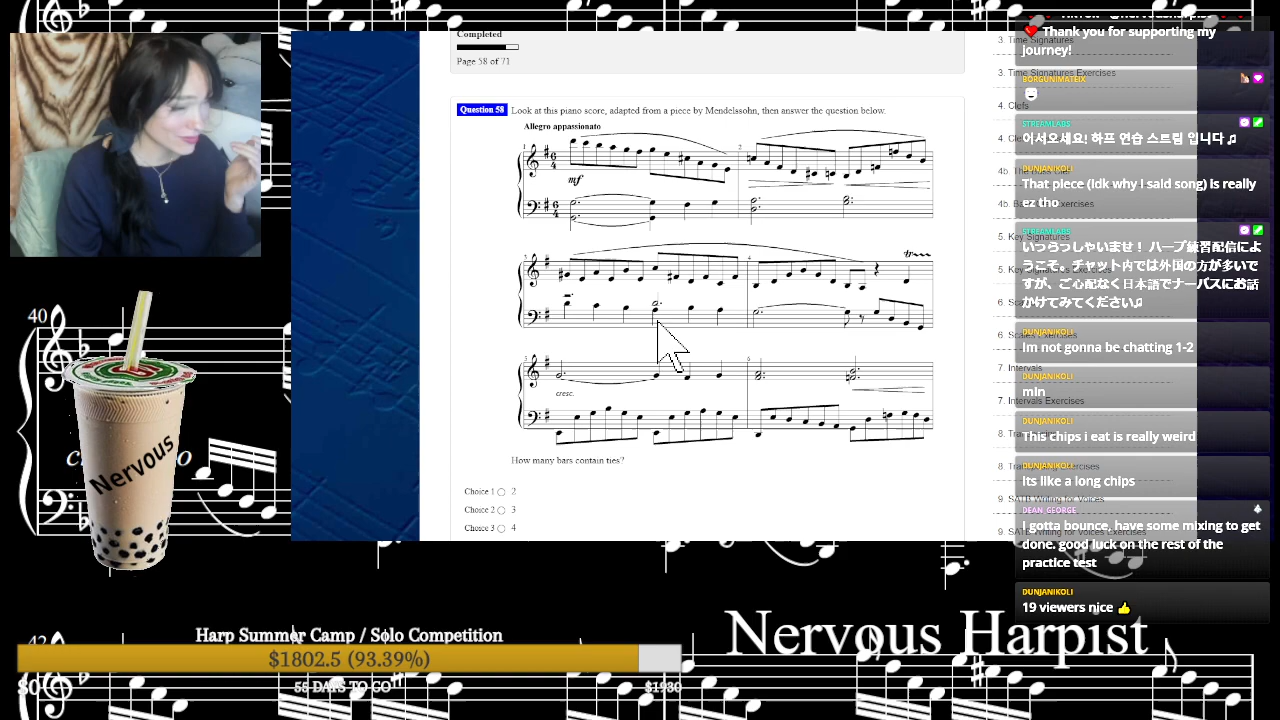 Completed
Page 58 of 71
Question 58 Look at this piano score, adapted from a piece by Mendelssohn, then answer the question below.
Allegro appassionato
mf
cresc.
How many bars contain ties?
Choice 1 2
Choice 2 3
Choice 3 4
3. Time Signatures
3. Time Signatures Exercises
4. Clefs
5. Key Signatures
7. Intervals
7. Intervals Exercises
9. SATB Writing for Voices
9. SATB Writing for Voices Exercises
Thank you for supporting my
journey!
BORGUNIMATEIX
STREAMLABS
어서오세요! 하프 연습 스트림 입니다 ♫
DUNJANIKOLI
That piece (idk why I said song) is really
ez tho
STREAMLABS
いらっしゃいませ！ ハープ練習配信によ
うこそ。チャット内では外国の方が多いで
すが、ご心配なく日本語でナーバスにお話
かけてみてください♫
DUNJANIKOLI
Im not gonna be chatting 1-2
DUNJANIKOLI
min
DUNJANIKOLI
This chips i eat is really weird
DUNJANIKOLI
Its like a long chips
DEAN_GEORGE
I gotta bounce, have some mixing to get
done. good luck on the rest of the
practice test
DUNJANIKOLI
19 viewers nice 👍
40
Nervous
42
Harp Summer Camp / Solo Competition
$1802.5 (93.39%)
$0
55 DAYS TO GO
$1930
Nervous Harpist